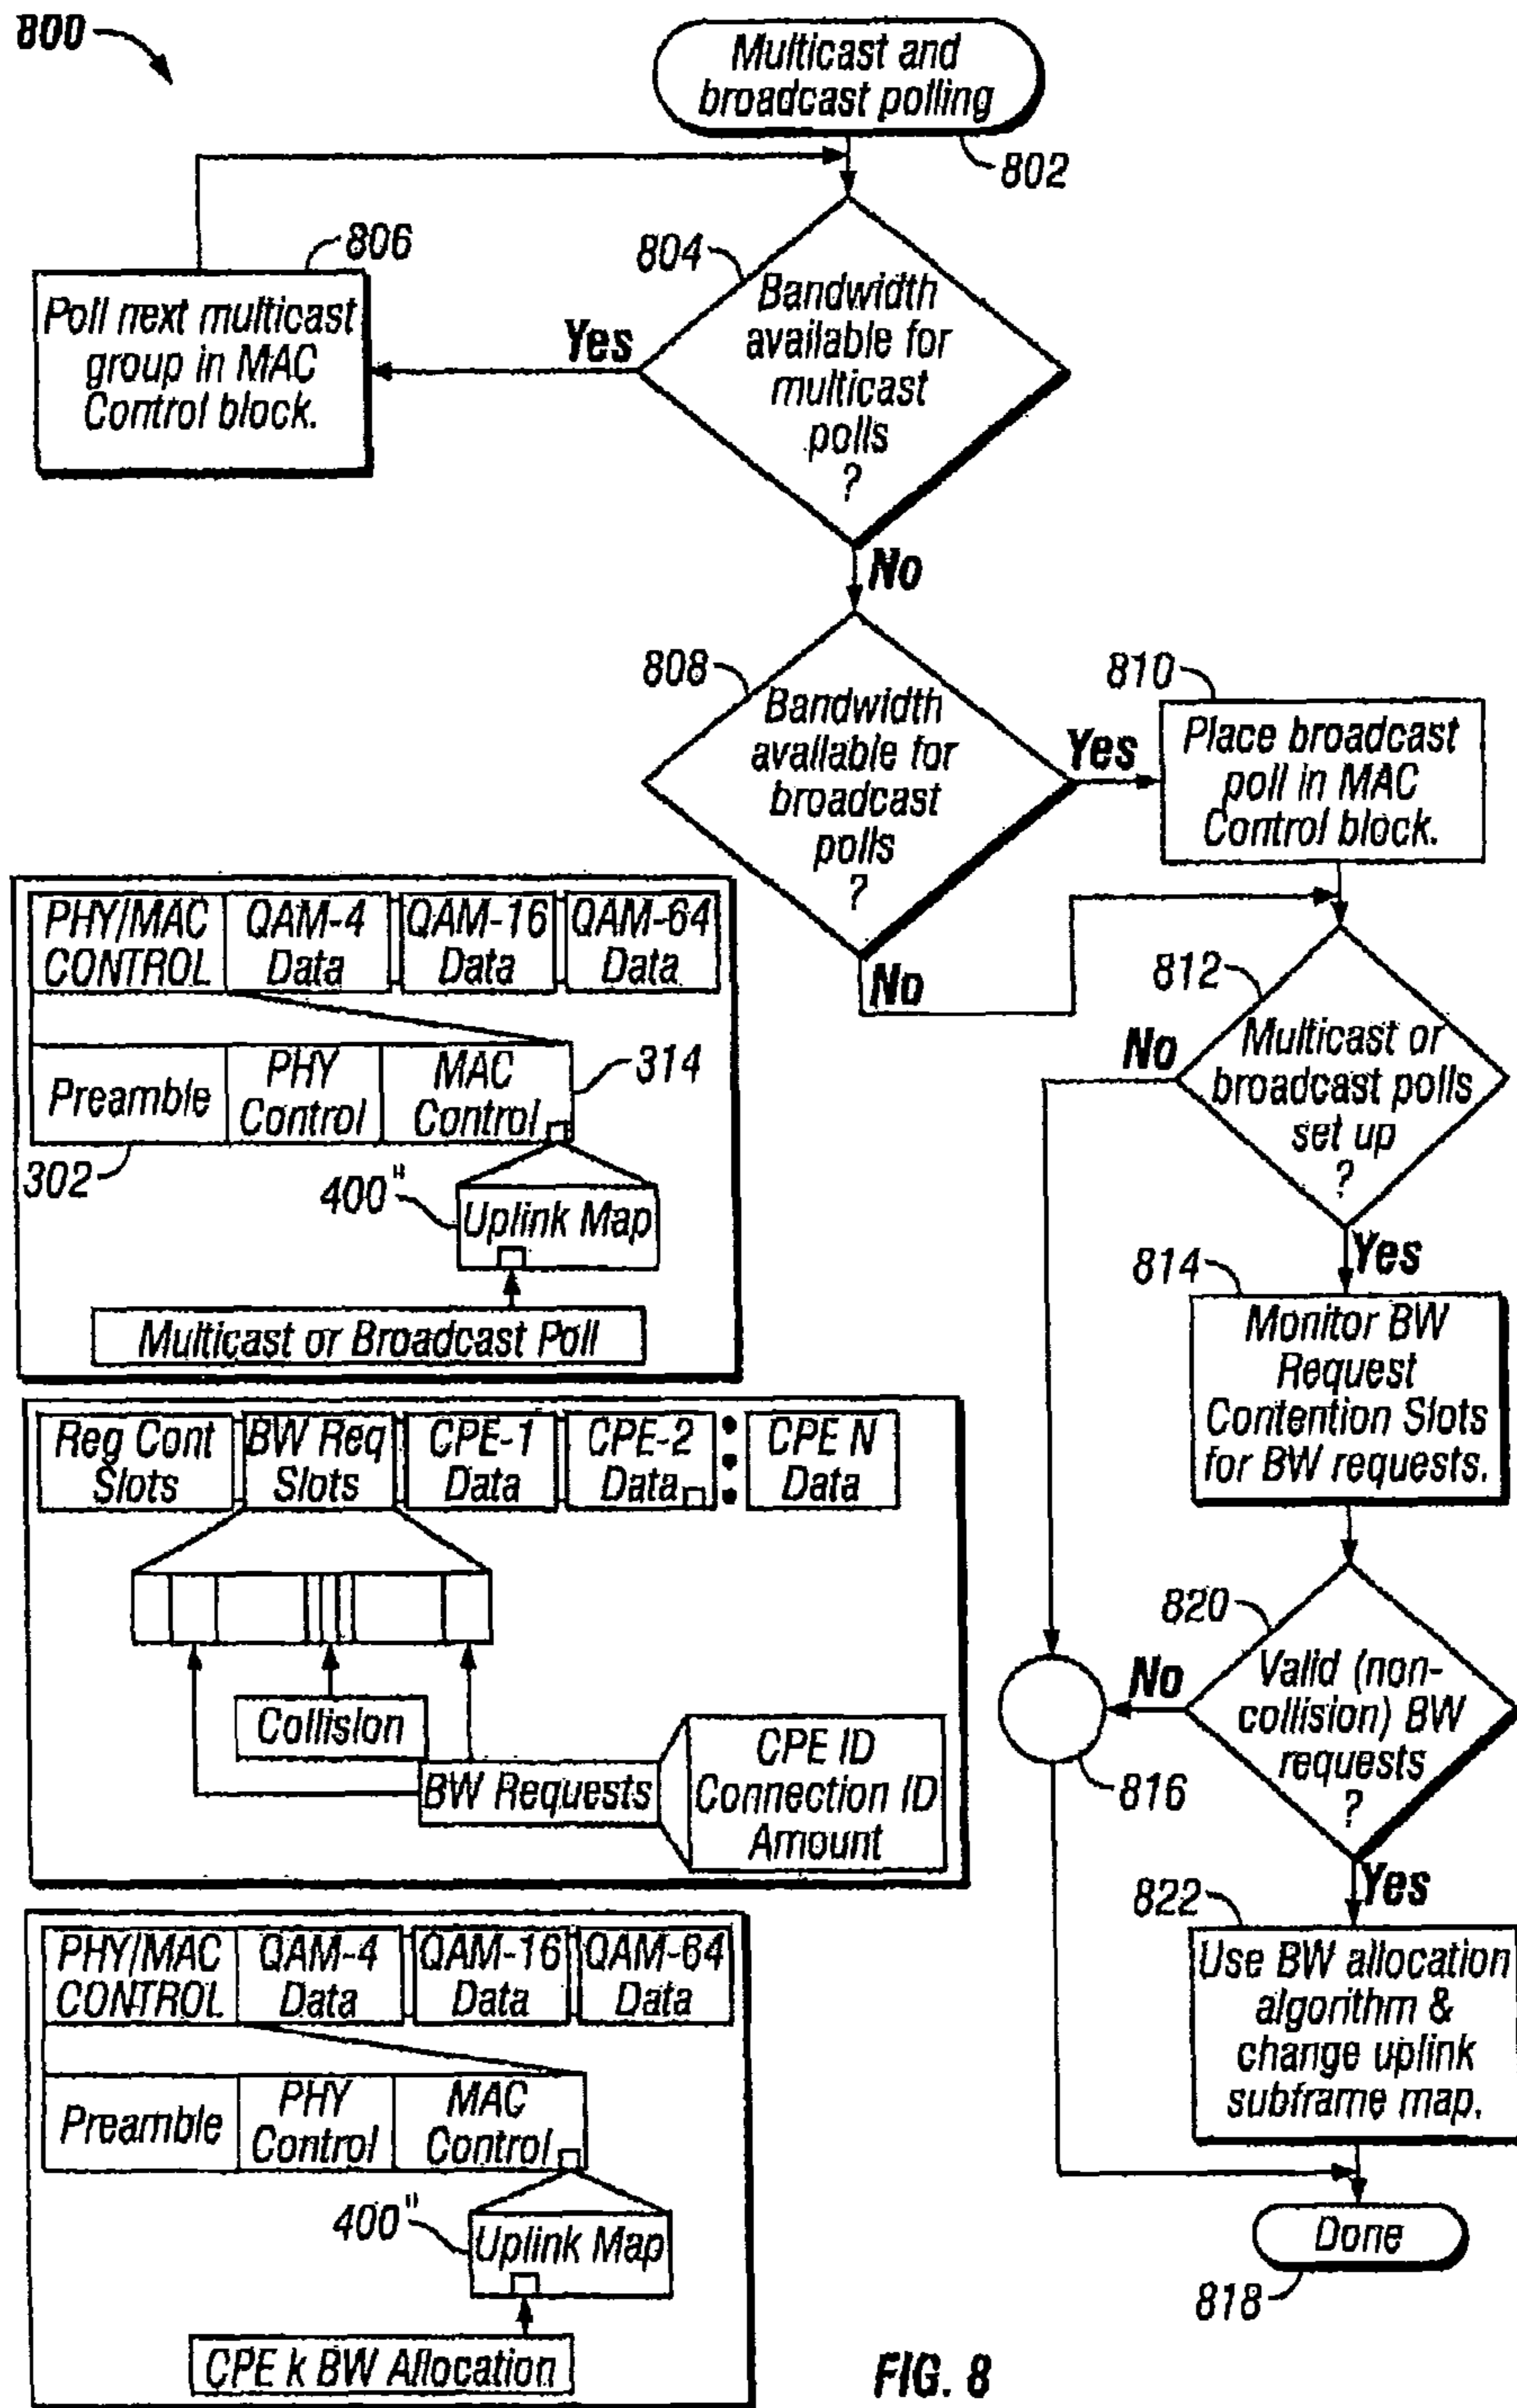 800
Multicast and
broadcast polling
802
806
Poll next multicast
group in MAC
Control block.
804
Bandwidth
available for
multicast
polls
?
Yes
No
808
Bandwidth
available for
broadcast
polls
?
Yes
No
810
Place broadcast
poll in MAC
Control block.
812
Multicast or
broadcast polls
set up
?
No
Yes
814
Monitor BW
Request
Contention Slots
for BW requests.
820
Valid (non-
collision) BW
requests
?
No
816
Yes
822
Use BW allocation
algorithm &
change uplink
subframe map.
Done
818
PHY/MAC
CONTROL
QAM-4
Data
QAM-16
Data
QAM-64
Data
Preamble
PHY
Control
MAC
Control
314
302
400"
Uplink Map
Multicast or Broadcast Poll
Reg Cont
Slots
BW Req
Slots
CPE-1
Data
CPE-2
Data
CPE N
Data
Collision
BW Requests
CPE ID
Connection ID
Amount
PHY/MAC
CONTROL
QAM-4
Data
QAM-16
Data
QAM-64
Data
Preamble
PHY
Control
MAC
Control
400"
Uplink Map
CPE k BW Allocation
FIG. 8